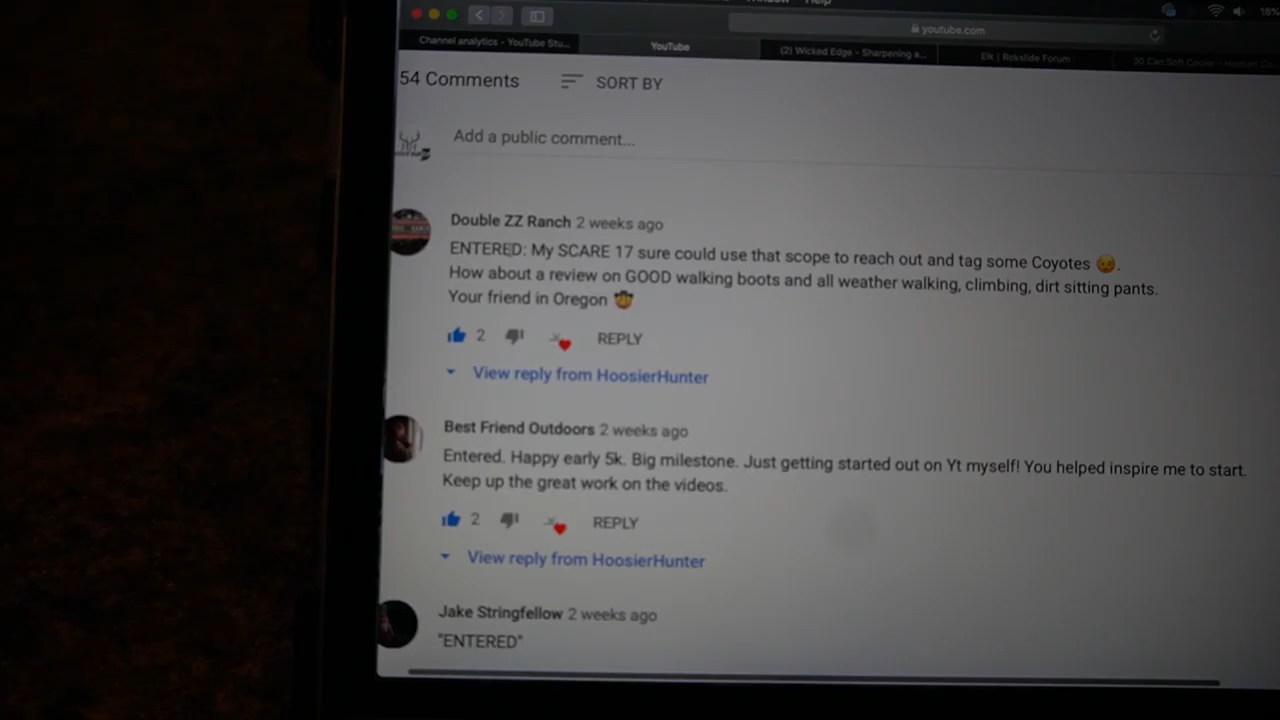 Help
16%
youtube.com
Channel analytics - YouTube Stu...
YouTube
(2) Wicked Edge - Sharpening a...
Elk | Rokslide Forum
54 Comments
SORT BY
Add a public comment...
Double ZZ Ranch 2 weeks ago
ENTERED: My SCARE 17 sure could use that scope to reach out and tag some Coyotes 😉.
How about a review on GOOD walking boots and all weather walking, climbing, dirt sitting pants.
Your friend in Oregon 🤠
2
REPLY
View reply from HoosierHunter
Best Friend Outdoors 2 weeks ago
Entered. Happy early 5k. Big milestone. Just getting started out on Yt myself! You helped inspire me to start.
Keep up the great work on the videos.
2
REPLY
View reply from HoosierHunter
Jake Stringfellow 2 weeks ago
"ENTERED"